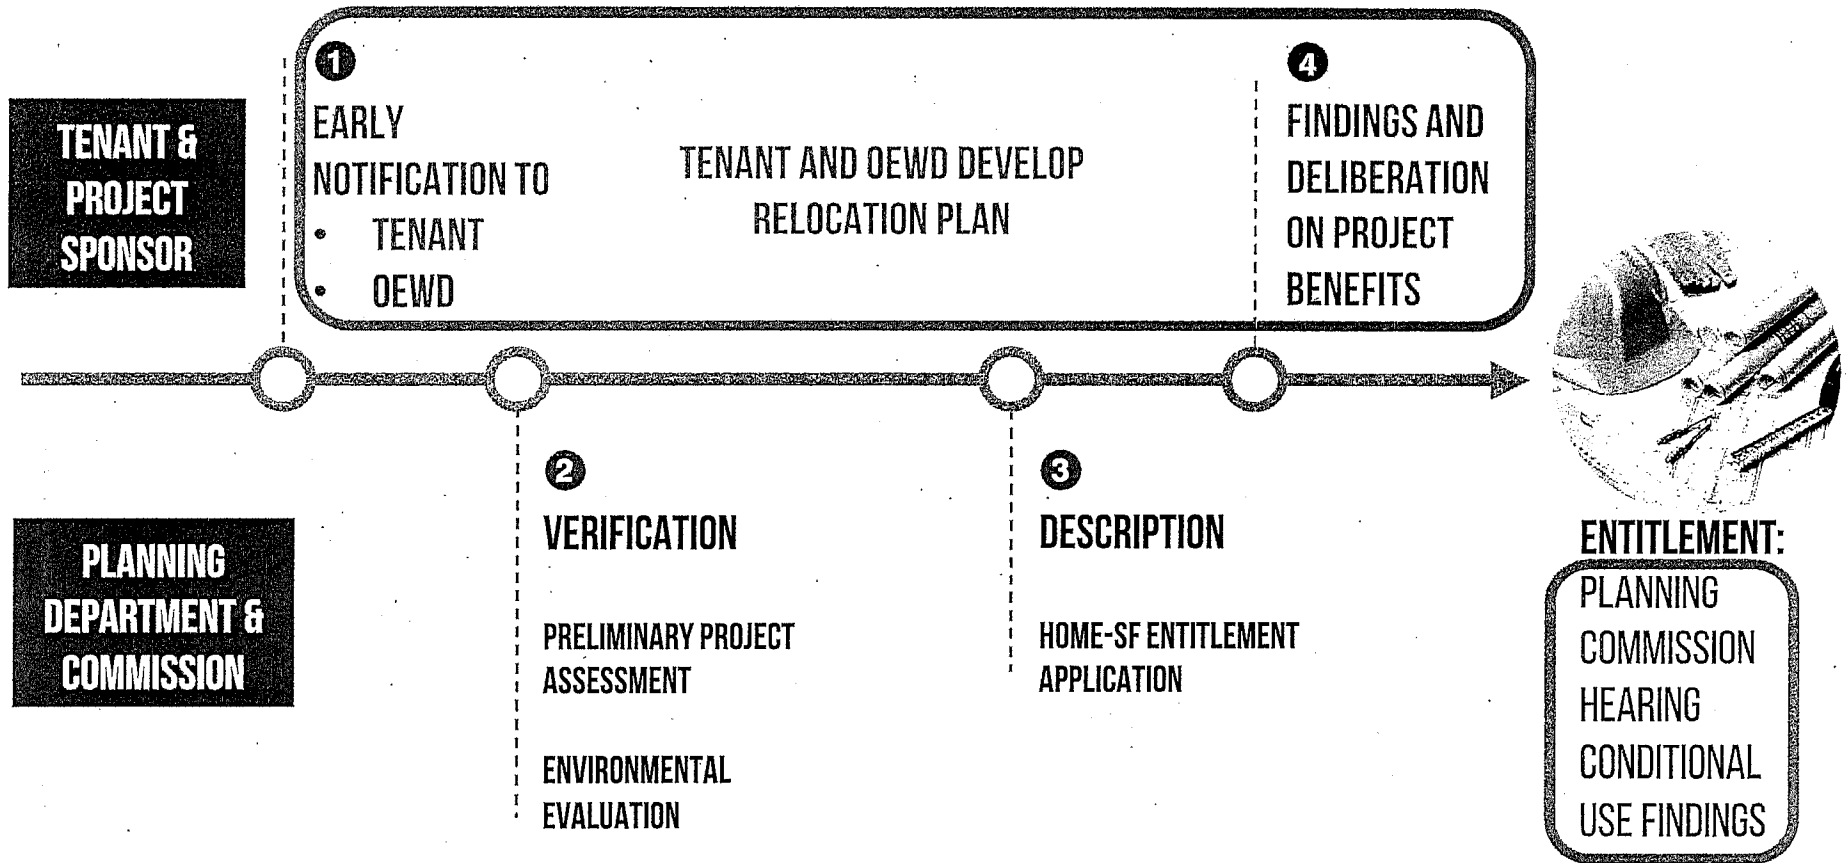 TENANT &
PROJECT
SPONSOR
1
EARLY
NOTIFICATION TO
• TENANT
• OEWD
TENANT AND OEWD DEVELOP
RELOCATION PLAN
4
FINDINGS AND
DELIBERATION
ON PROJECT
BENEFITS
PLANNING
DEPARTMENT &
COMMISSION
2
VERIFICATION
PRELIMINARY PROJECT
ASSESSMENT
ENVIRONMENTAL
EVALUATION
3
DESCRIPTION
HOME-SF ENTITLEMENT
APPLICATION
ENTITLEMENT:
PLANNING
COMMISSION
HEARING
CONDITIONAL
USE FINDINGS